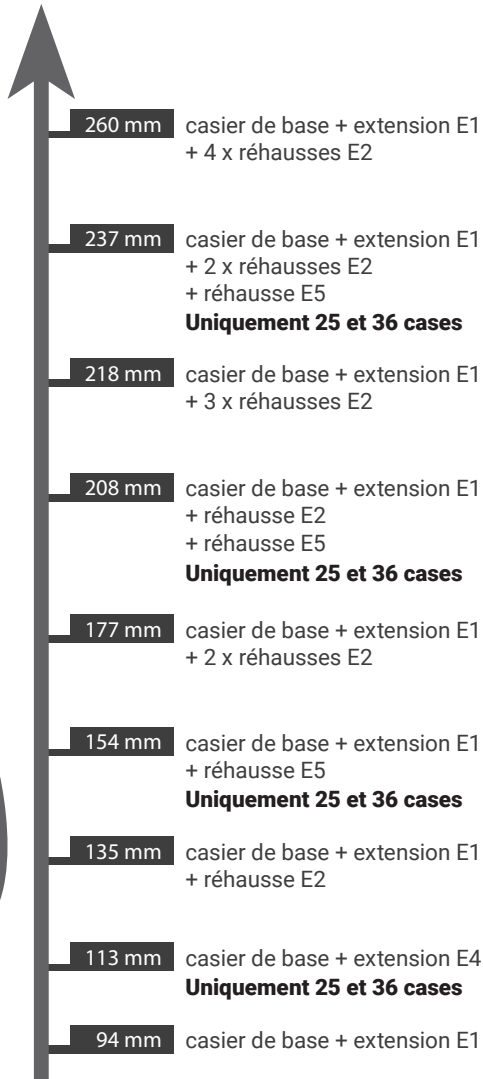 260 mm casier de base + extension E1
+ 4 x réhausses E2
237 mm casier de base + extension E1
+ 2 x réhausses E2
+ réhausse E5
Uniquement 25 et 36 cases
218 mm casier de base + extension E1
+ 3 x réhausses E2
208 mm casier de base + extension E1
+ réhausse E2
+ réhausse E5
Uniquement 25 et 36 cases
177 mm casier de base + extension E1
+ 2 x réhausses E2
154 mm casier de base + extension E1
+ réhausse E5
Uniquement 25 et 36 cases
135 mm casier de base + extension E1
+ réhausse E2
113 mm casier de base + extension E4
Uniquement 25 et 36 cases
94 mm casier de base + extension E1